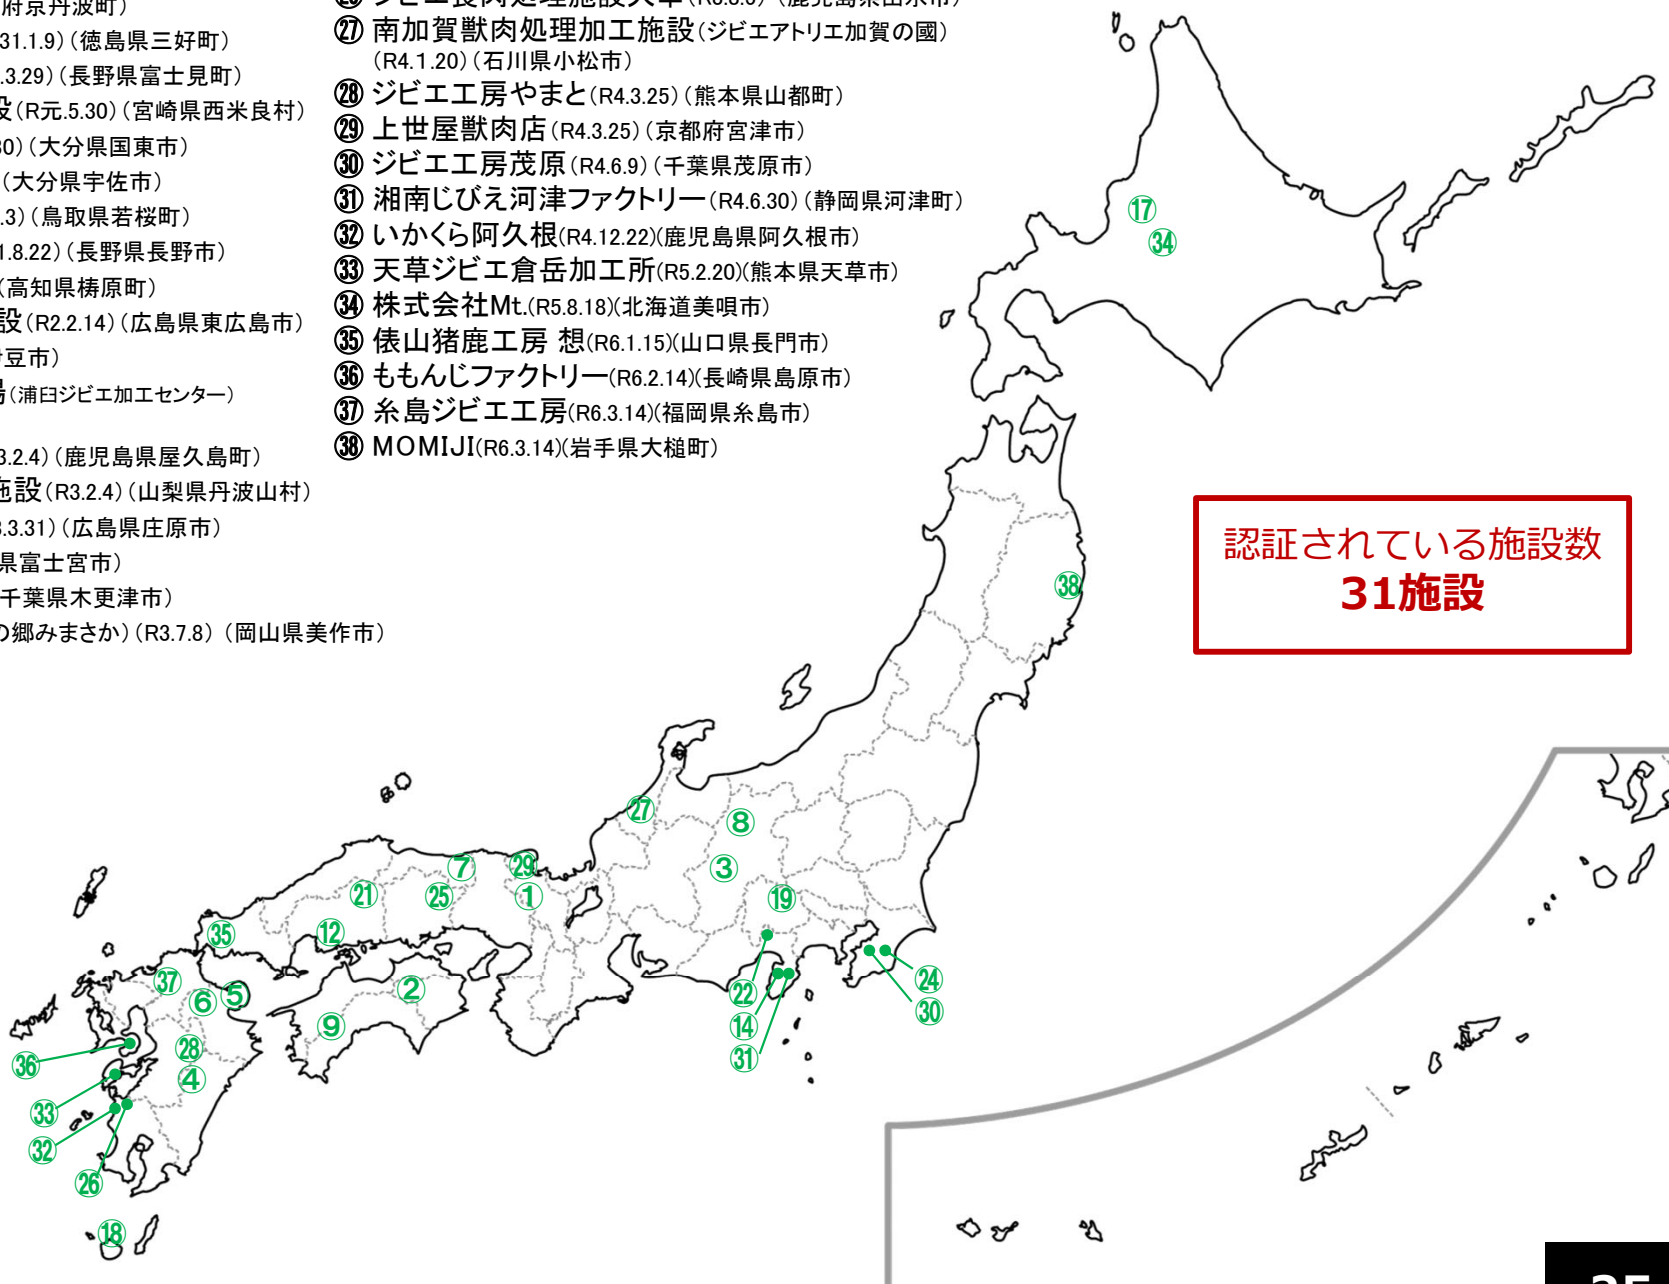 府京丹波町）
31.1.9）（徳島県三好町）
.3.29）（長野県富士見町）
設（R元.5.30）（宮崎県西米良村）
30）（大分県国東市）
（大分県宇佐市）
.3）（鳥取県若桜町）
1.8.22）（長野県長野市）
（高知県梼原町）
設（R2.2.14）（広島県東広島市）
豆市）
（浦臼ジビエ加工センター）
3.2.4）（鹿児島県屋久島町）
施設（R3.2.4）（山梨県丹波山村）
3.3.31）（広島県庄原市）
県富士宮市）
千葉県木更津市）
の郷みまさか）（R3.7.8）（岡山県美作市）
㉗ 南加賀獣肉処理加工施設（ジビエアトリエ加賀の國）
（R4.1.20）（石川県小松市）
㉘ ジビエ工房やまと（R4.3.25）（熊本県山都町）
㉙ 上世屋獣肉店（R4.3.25）（京都府宮津市）
㉚ ジビエ工房茂原（R4.6.9）（千葉県茂原市）
㉛ 湘南じびえ河津ファクトリー（R4.6.30）（静岡県河津町）
㉜ いかくら阿久根(R4.12.22)(鹿児島県阿久根市）
㉝ 天草ジビエ倉岳加工所(R5.2.20)(熊本県天草市）
㉞ 株式会社Mt.(R5.8.18)(北海道美唄市）
㉟ 俵山猪鹿工房 想(R6.1.15)(山口県長門市）
㊱ ももんじファクトリー(R6.2.14)(長崎県島原市）
㊲ 糸島ジビエ工房(R6.3.14)(福岡県糸島市）
㊳ MOMIJI(R6.3.14)(岩手県大槌町）
認証されている施設数
31施設
⑰
㉞
㊳
㉗
⑧
③
⑦
㉙
㉑
㉕
①
⑲
㉟
⑫
㊲
⑥
⑤
②
⑨
㉒
⑭
㉛
㉔
㉚
㊱
㉘
④
㉝
㉜
㉖
⑱